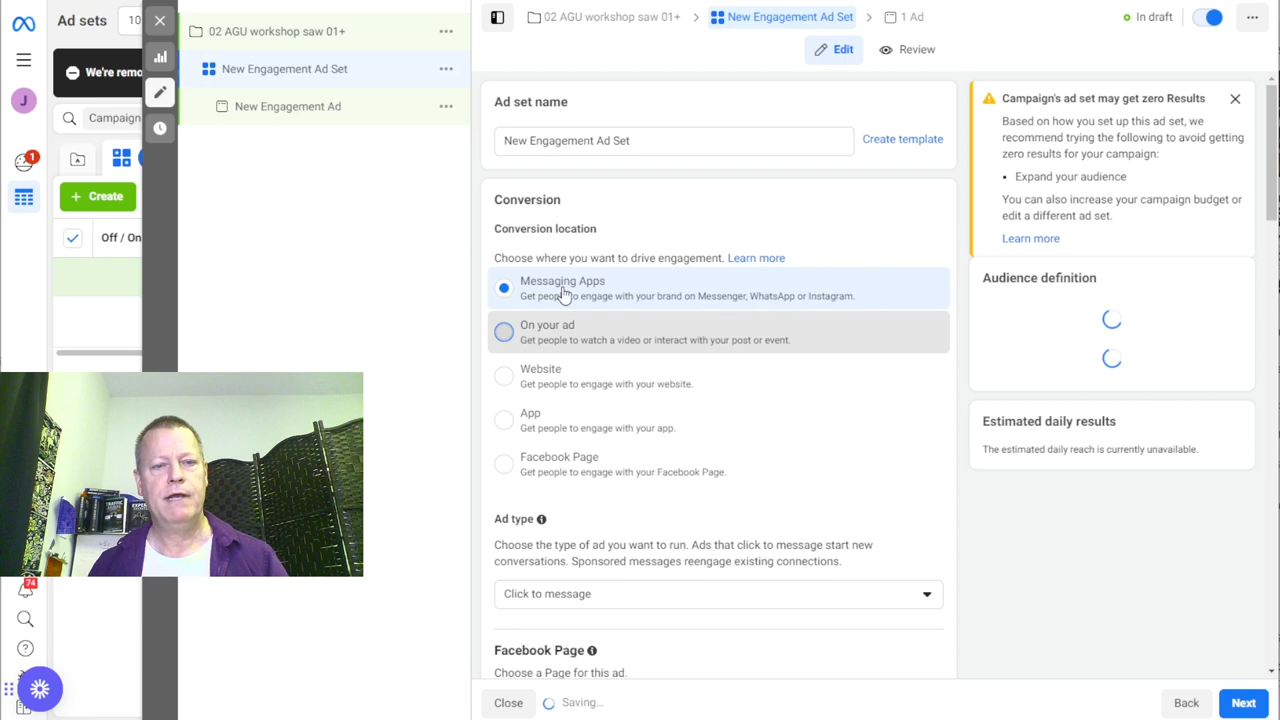 Ad sets
10
We're remo
J
Campaign
1
Create
Off / On
74
02 AGU workshop saw 01+
New Engagement Ad Set
New Engagement Ad
02 AGU workshop saw 01+
New Engagement Ad Set
1 Ad
In draft
Edit
Review
Ad set name
New Engagement Ad Set
Create template
Conversion
Conversion location
Choose where you want to drive engagement. Learn more
Messaging Apps
Get people to engage with your brand on Messenger, WhatsApp or Instagram.
On your ad
Get people to watch a video or interact with your post or event.
Website
Get people to engage with your website.
App
Get people to engage with your app.
Facebook Page
Get people to engage with your Facebook Page.
Ad type
Choose the type of ad you want to run. Ads that click to message start new
conversations. Sponsored messages reengage existing connections.
Click to message
Facebook Page
Choose a Page for this ad.
Campaign's ad set may get zero Results
Based on how you set up this ad set, we
recommend trying the following to avoid getting
zero results for your campaign:
Expand your audience
You can also increase your campaign budget or
edit a different ad set.
Learn more
Audience definition
Estimated daily results
The estimated daily reach is currently unavailable.
Close
Saving...
Back
Next